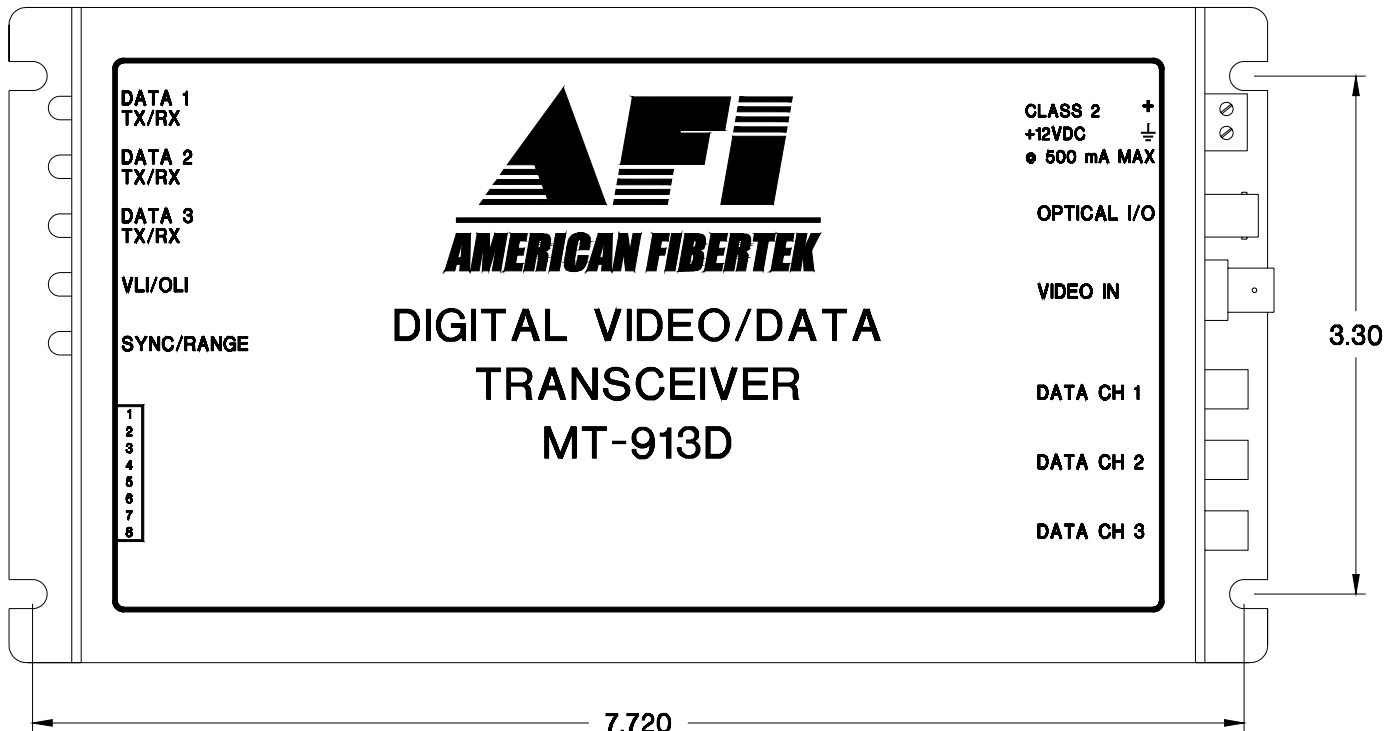 DATA 1
TX/RX
DATA 2
TX/RX
DATA 3
TX/RX
VLI/OLI
SYNC/RANGE
1
2
3
4
5
6
7
8
AFI
AMERICAN FIBERTEK
DIGITAL VIDEO/DATA
TRANSCEIVER
MT-913D
CLASS 2 +
+12VDC
@ 500 mA MAX
OPTICAL I/O
VIDEO IN
DATA CH 1
DATA CH 2
DATA CH 3
3.30
7.720